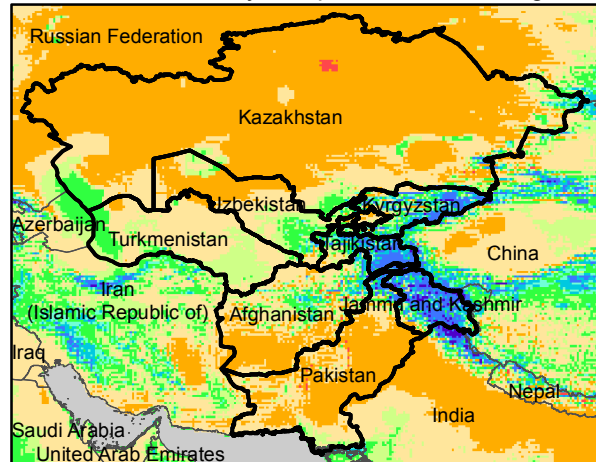 Russian Federation
Kazakhstan
Uzbekistan
Kyrgyzstan
Azerbaijan
Turkmenistan
Tajikistan
China
Iran
(Islamic Republic of)
Afghanistan
Jammu and Kashmir
Iraq
Pakistan
Nepal
India
Saudi Arabia
United Arab Emirates